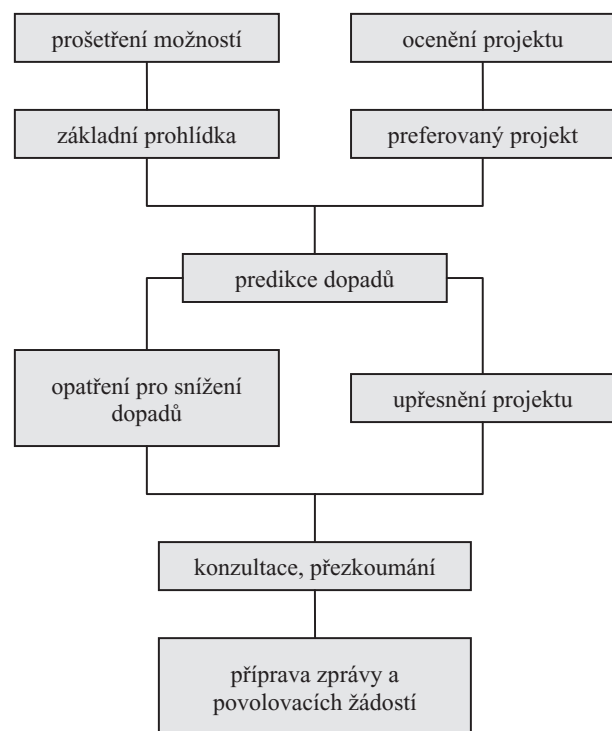 prošetření možností
ocenění projektu
základní prohlídka
preferovaný projekt
predikce dopadů
opatření pro snížení
dopadů
upřesnění projektu
konzultace, přezkoumání
příprava zprávy a
povolovacích žádostí